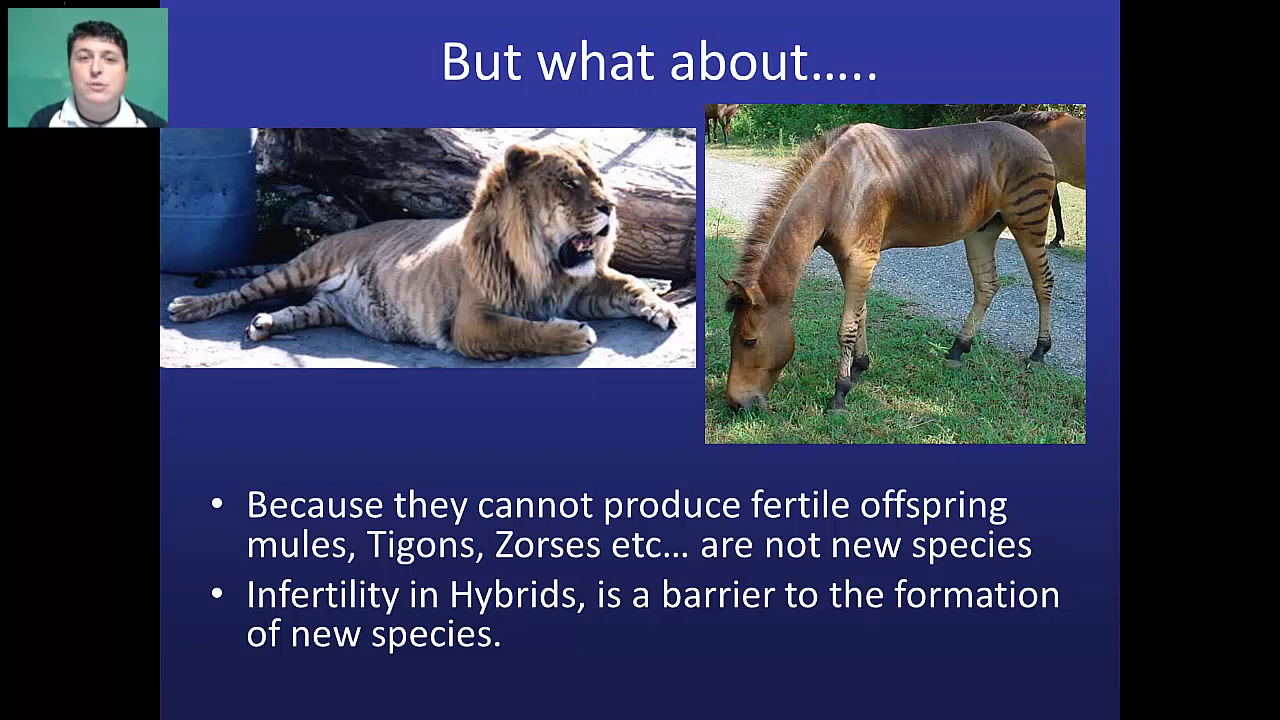 But what about…..
• Because they cannot produce fertile offspring
mules, Tigons, Zorses etc… are not new species
• Infertility in Hybrids, is a barrier to the formation
of new species.